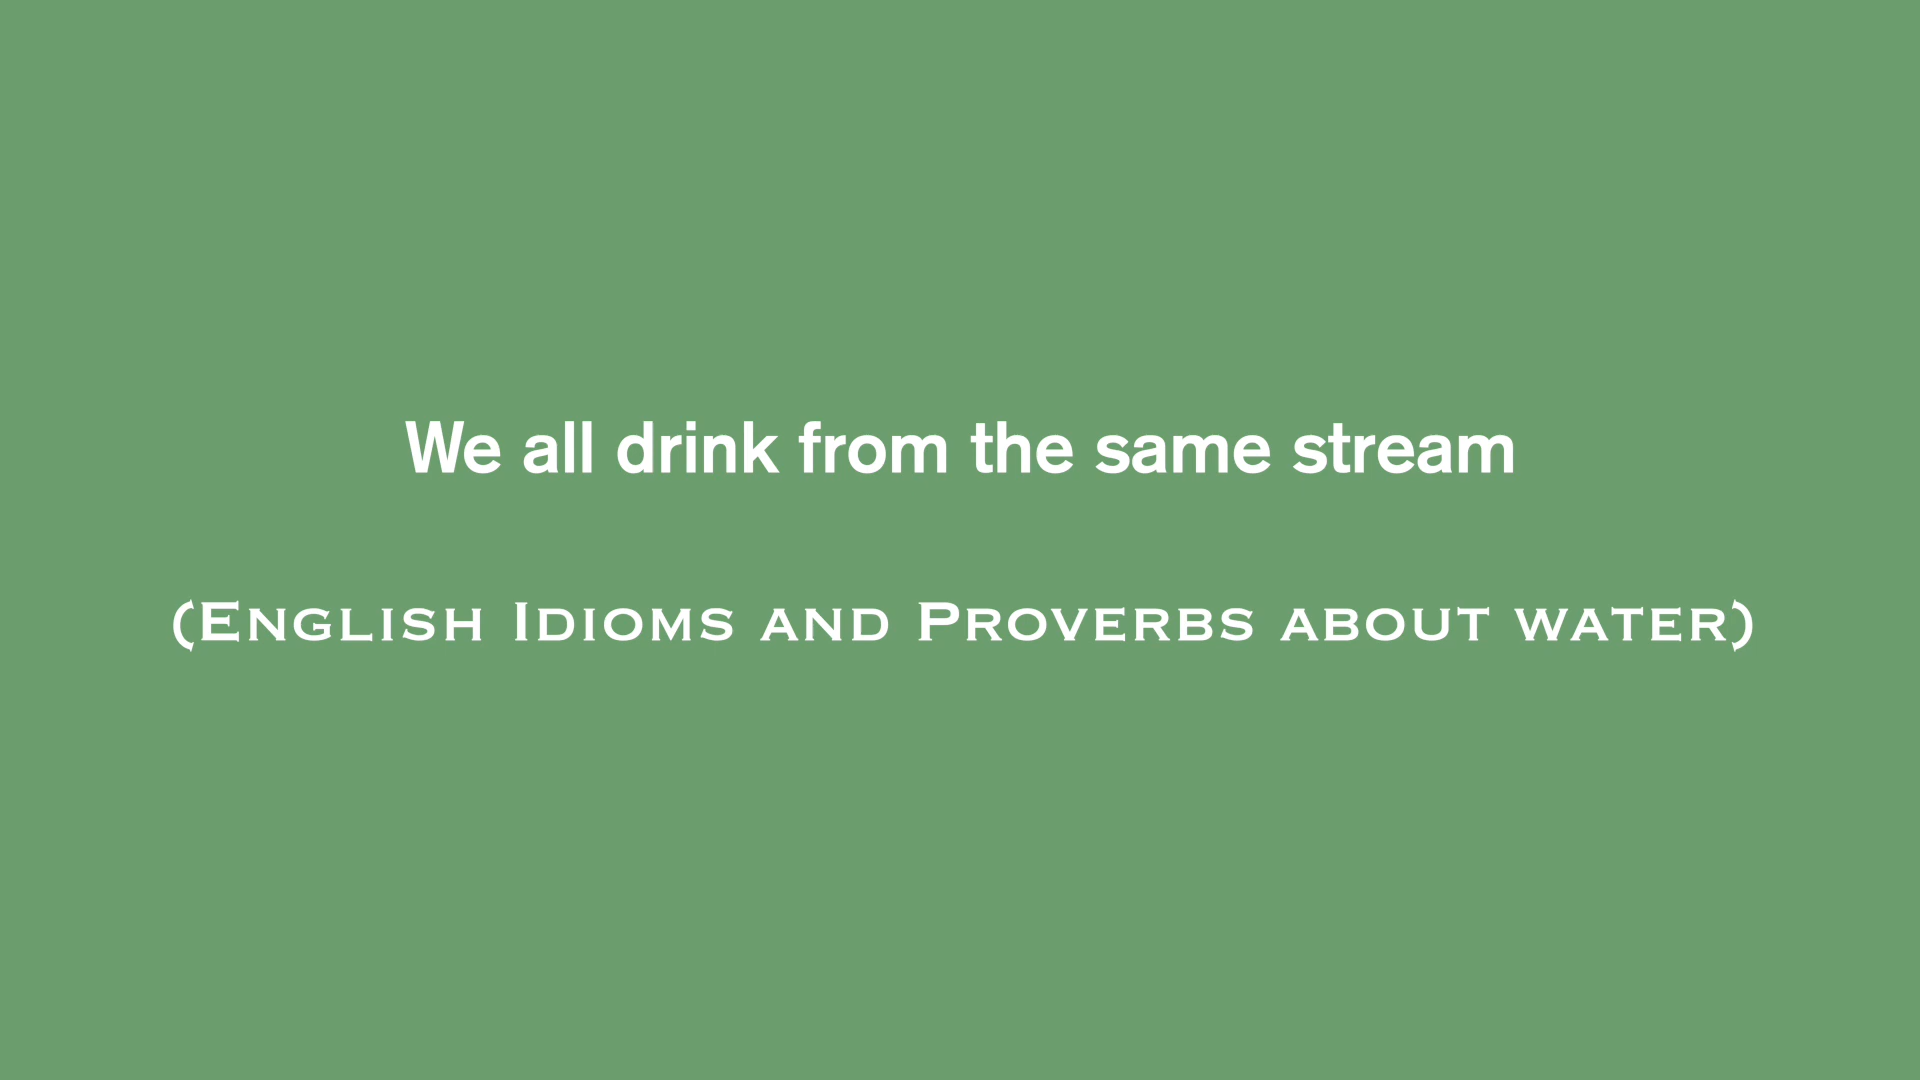 We all drink from the same stream
(English Idioms and Proverbs about water)